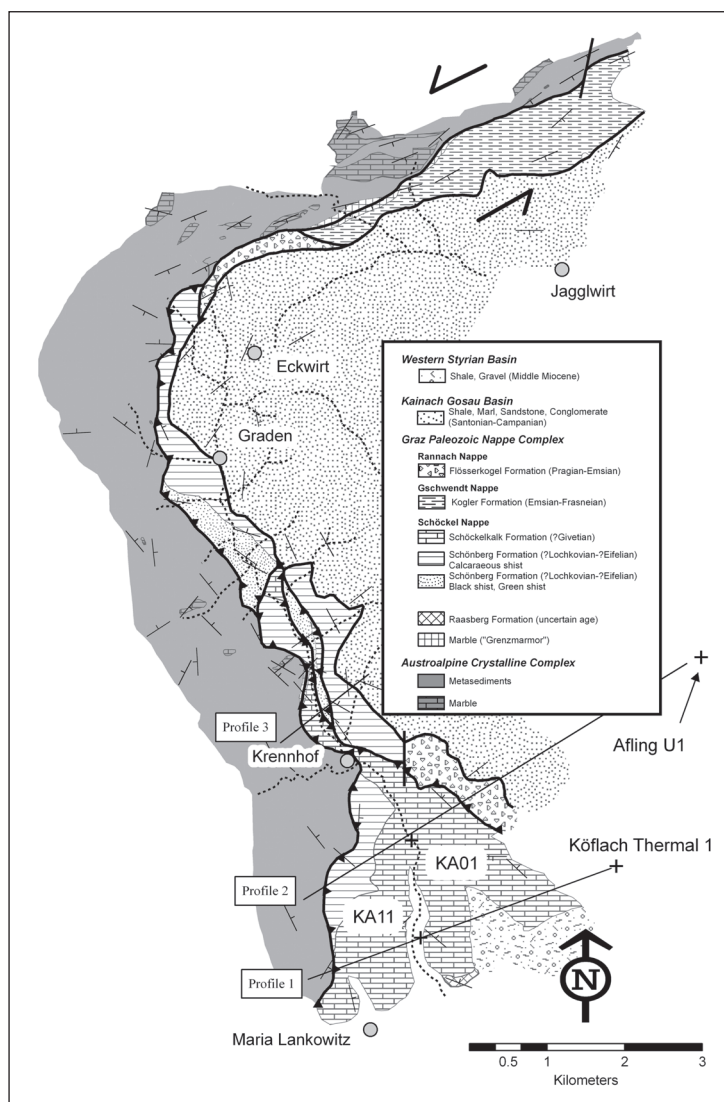 Jagglwirt
Eckwirt
Graden
Western Styrian Basin
Shale, Gravel (Middle Miocene)
Kainach Gosau Basin
Shale, Marl, Sandstone, Conglomerate
(Santonian-Campanian)
Graz Paleozoic Nappe Complex
Rannach Nappe
Flösserkogel Formation (Pragian-Emsian)
Gschwendt Nappe
Kogler Formation (Emsian-Frasneian)
Schöckel Nappe
Schöckelkalk Formation (?Givetian)
Schönberg Formation (?Lochkovian-?Eifelian)
Calcaraeous shist
Schönberg Formation (?Lochkovian-?Eifelian)
Black shist, Green shist
Raasberg Formation (uncertain age)
Marble ("Grenzmarmor")
Austroalpine Crystalline Complex
Metasediments
Marble
Profile 3
Krennhof
Afling U1
Köflach Thermal 1
KA01
Profile 2
KA11
Profile 1
N
Maria Lankowitz
0.5 1 2 3
Kilometers